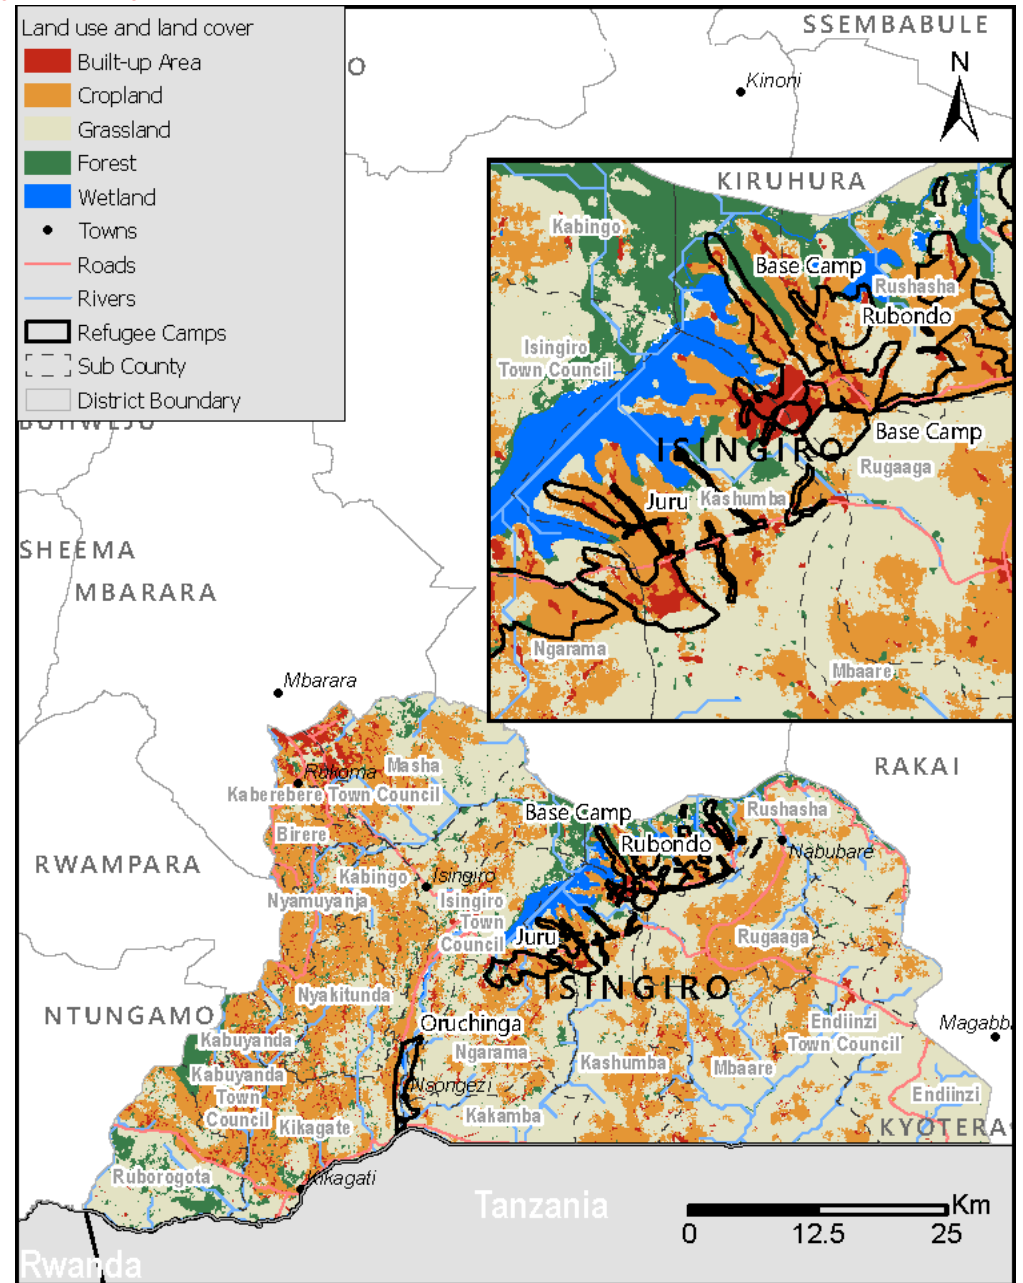 Land use and land cover
Built-up Area
Cropland
Grassland
Forest
Wetland
Towns
Roads
Rivers
Refugee Camps
Sub County
District Boundary
SSEMBABULE
O
Kinoni
N
KIRUHURA
Kabingo
Base Camp
Rushasha
Rubondo
Isingiro
Town Council
Base Camp
ISINGIRO
Rugaaga
Juru
Kashumba
Ngarama
Mbaare
SHEEMA
MBARARA
Mbarara
RAKAI
Masha
Rukoma
Kaberebere Town Council
Base Camp
Rushasha
Birere
Rubondo
Nabubare
RWAMPARA
Kabingo
Isingiro
Nyamuyanja
Isingiro
Town
Council
Juru
Rugaaga
ISINGIRO
Nyakitunda
NTUNGAMO
Oruchinga
Endiinzi
Town Council
Magabb
Kabuyanda
Ngarama
Kashumba
Mbaare
Kabuyanda
Town
Council
Nsongezi
Endiinzi
Kakamba
Kikagate
KYOTERA
Ruborogota
Kikagati
Tanzania
Km
0
12.5
25
Rwanda